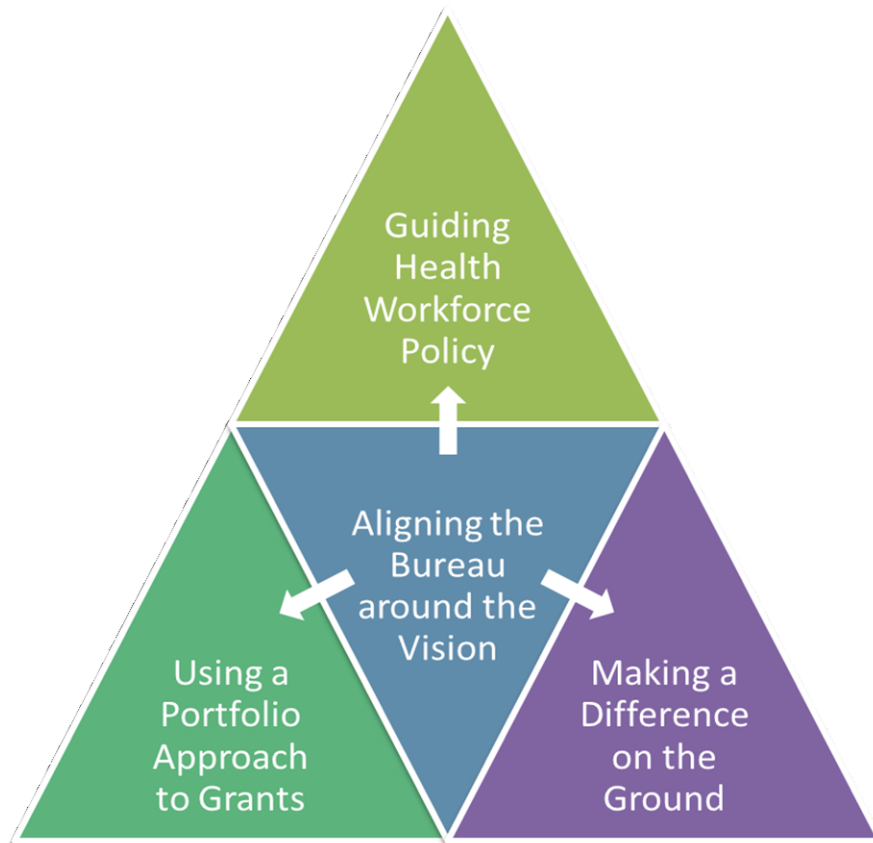 Guiding
Health
Workforce
Policy
Aligning the
Bureau
around the
Vision
Using a
Portfolio
Approach
to Grants
Making a
Difference
on the
Ground